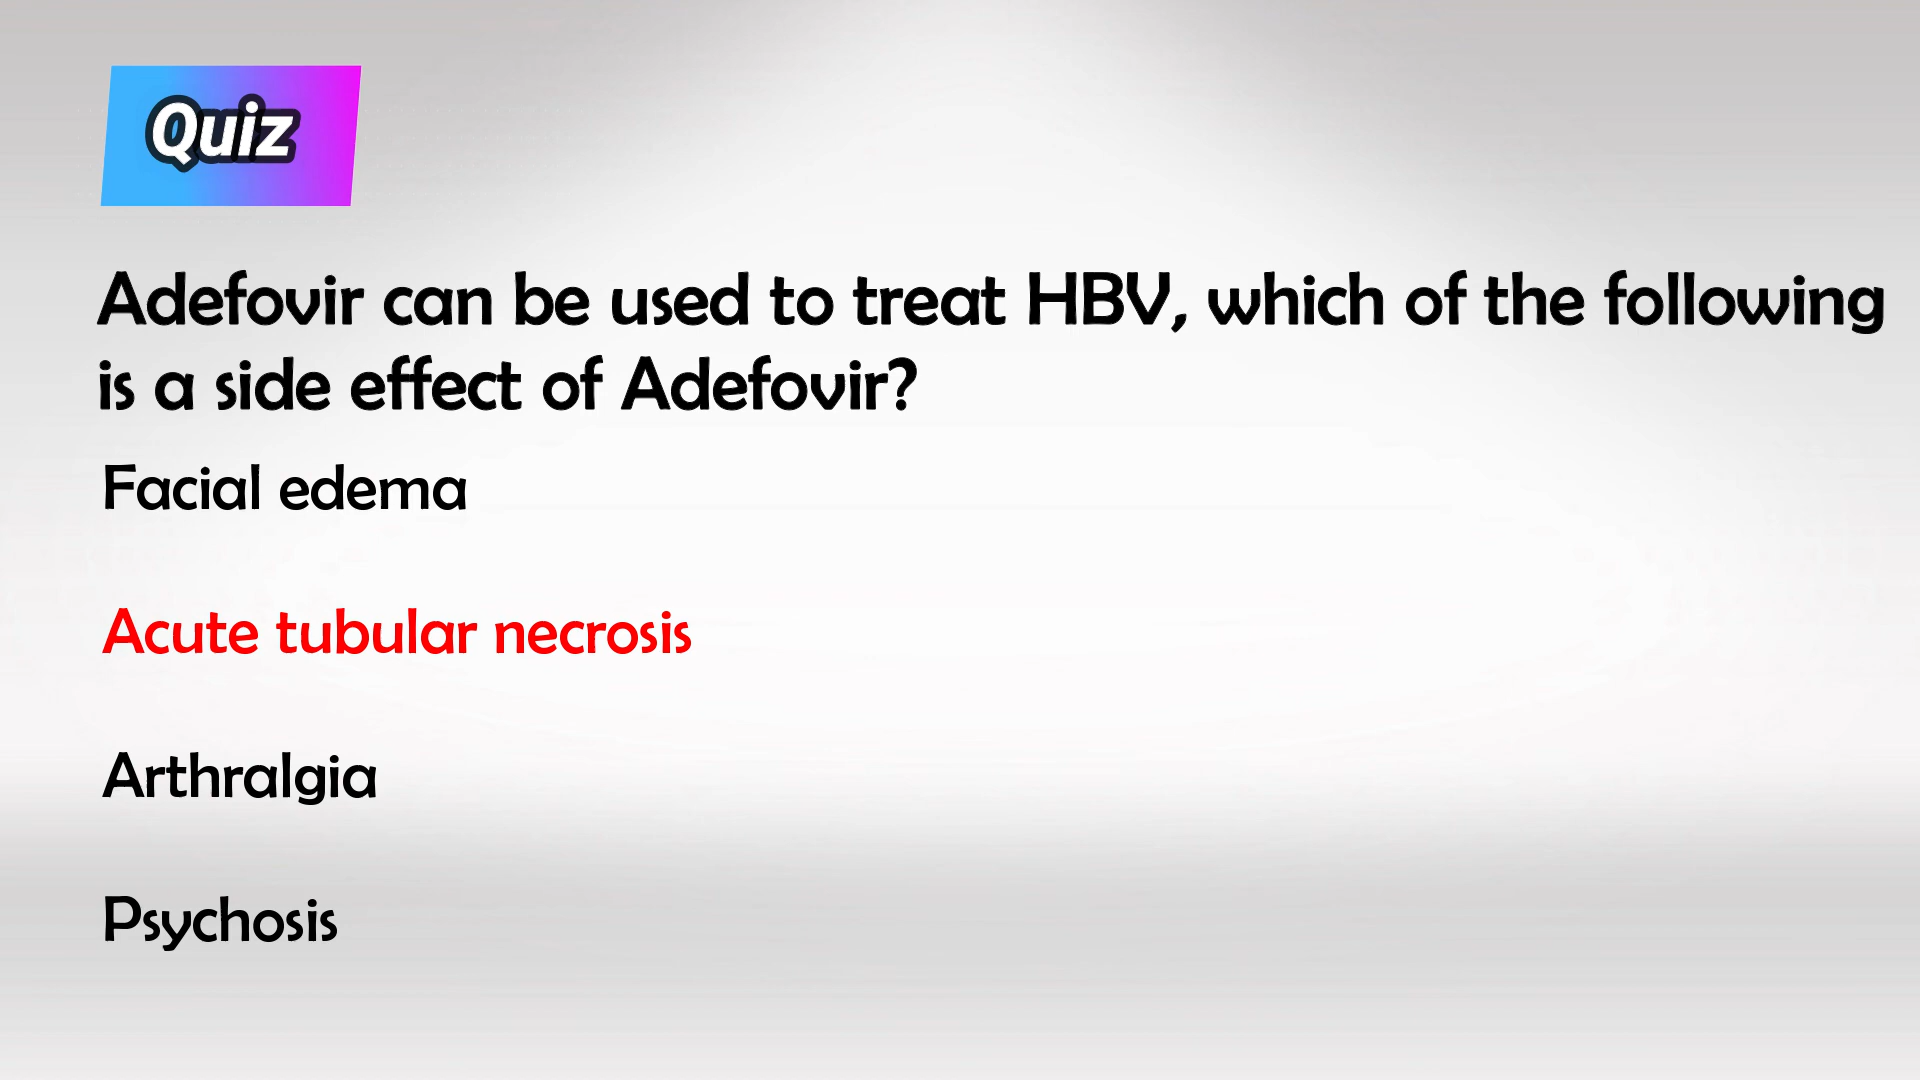 Quiz
Adefovir can be used to treat HBV, which of the following
is a side effect of Adefovir?
Facial edema
Acute tubular necrosis
Arthralgia
Psychosis